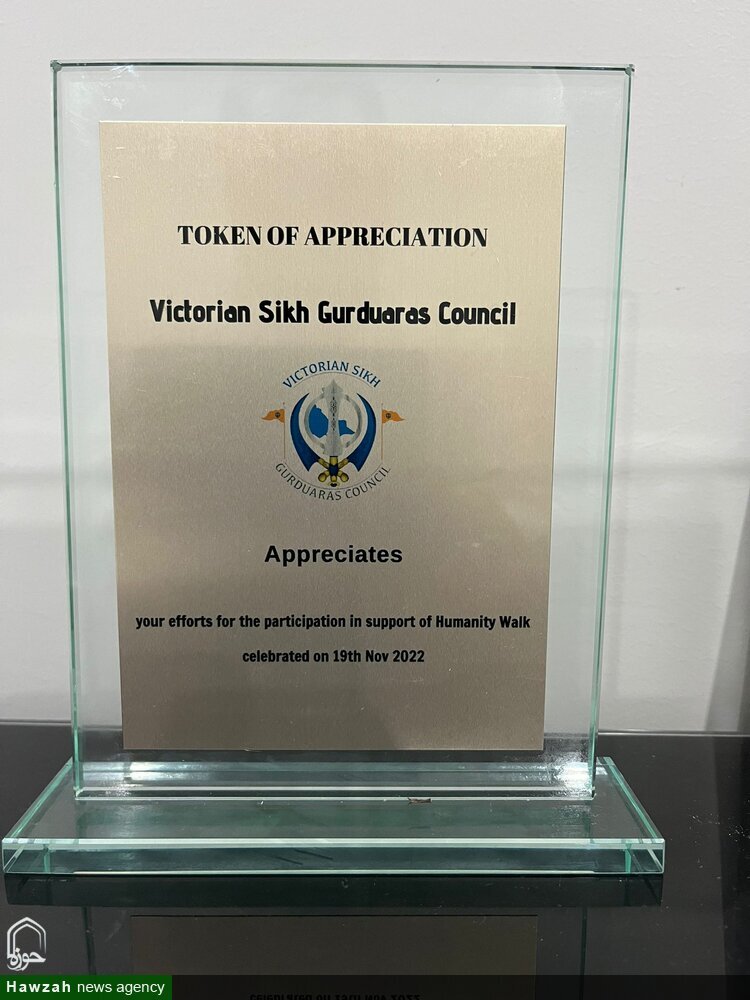 TOKEN OF APPRECIATION
Victorian Sikh Gurduaras Council
VICTORIAN SIKH
GURDUARAS COUNCIL
Appreciates
your efforts for the participation in support of Humanity Walk
celebrated on 19th Nov 2022
حوزه
Hawzah news agency